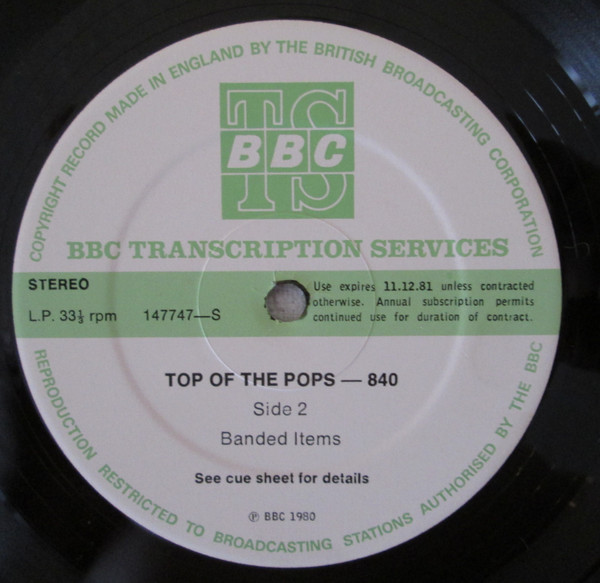 COPYRIGHT RECORD MADE IN ENGLAND BY THE BRITISH BROADCASTING CORPORATION
TS
BBC
BBC TRANSCRIPTION SERVICES
STEREO
L.P. 33⅓ rpm 147747—S
Use expires 11.12.81 unless contracted
otherwise. Annual subscription permits
continued use for duration of contract.
TOP OF THE POPS — 840
Side 2
Banded Items
See cue sheet for details
℗ BBC 1980
REPRODUCTION RESTRICTED TO BROADCASTING STATIONS AUTHORISED BY THE BBC